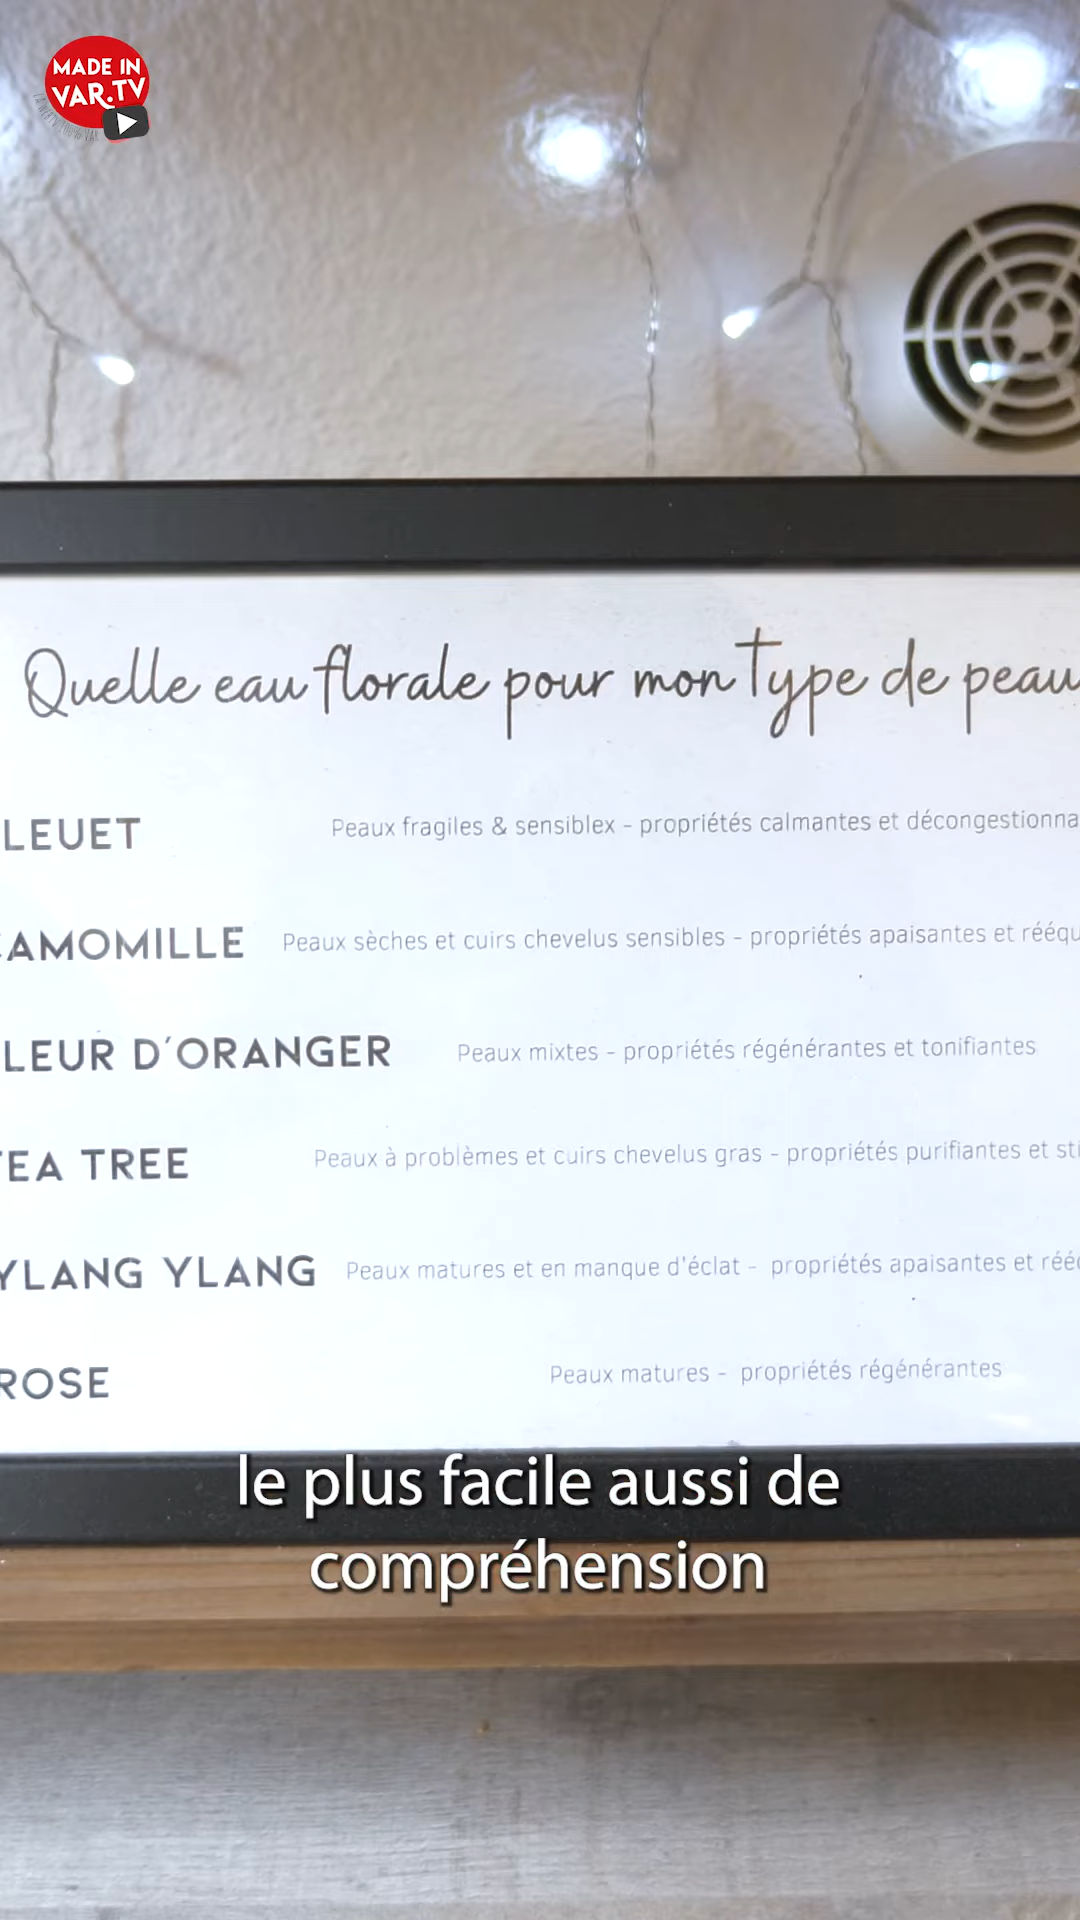 MADE IN
VAR.TV
Quelle eau florale pour mon type de peau
LEUET Peaux fragiles & sensiblex - propriétés calmantes et décongestionna
CAMOMILLE Peaux sèches et cuirs chevelus sensibles - propriétés apaisantes et rééqu
LEUR D'ORANGER Peaux mixtes - propriétés régénérantes et tonifiantes
TEA TREE Peaux à problèmes et cuirs chevelus gras - propriétés purifiantes et sti
YLANG YLANG Peaux matures et en manque d'éclat - propriétés apaisantes et réé
ROSE Peaux matures - propriétés régénérantes
le plus facile aussi de
compréhension